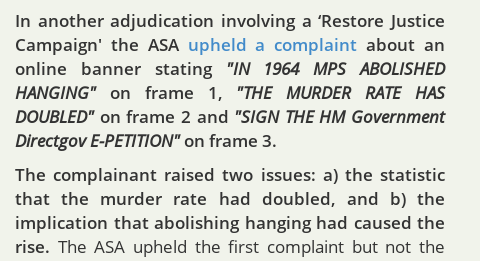 In another adjudication involving a ‘Restore Justice
Campaign' the ASA upheld a complaint about an
online banner stating "IN 1964 MPS ABOLISHED
HANGING" on frame 1, "THE MURDER RATE HAS
DOUBLED" on frame 2 and "SIGN THE HM Government
Directgov E-PETITION" on frame 3.
The complainant raised two issues: a) the statistic
that the murder rate had doubled, and b) the
implication that abolishing hanging had caused the
rise. The ASA upheld the first complaint but not the